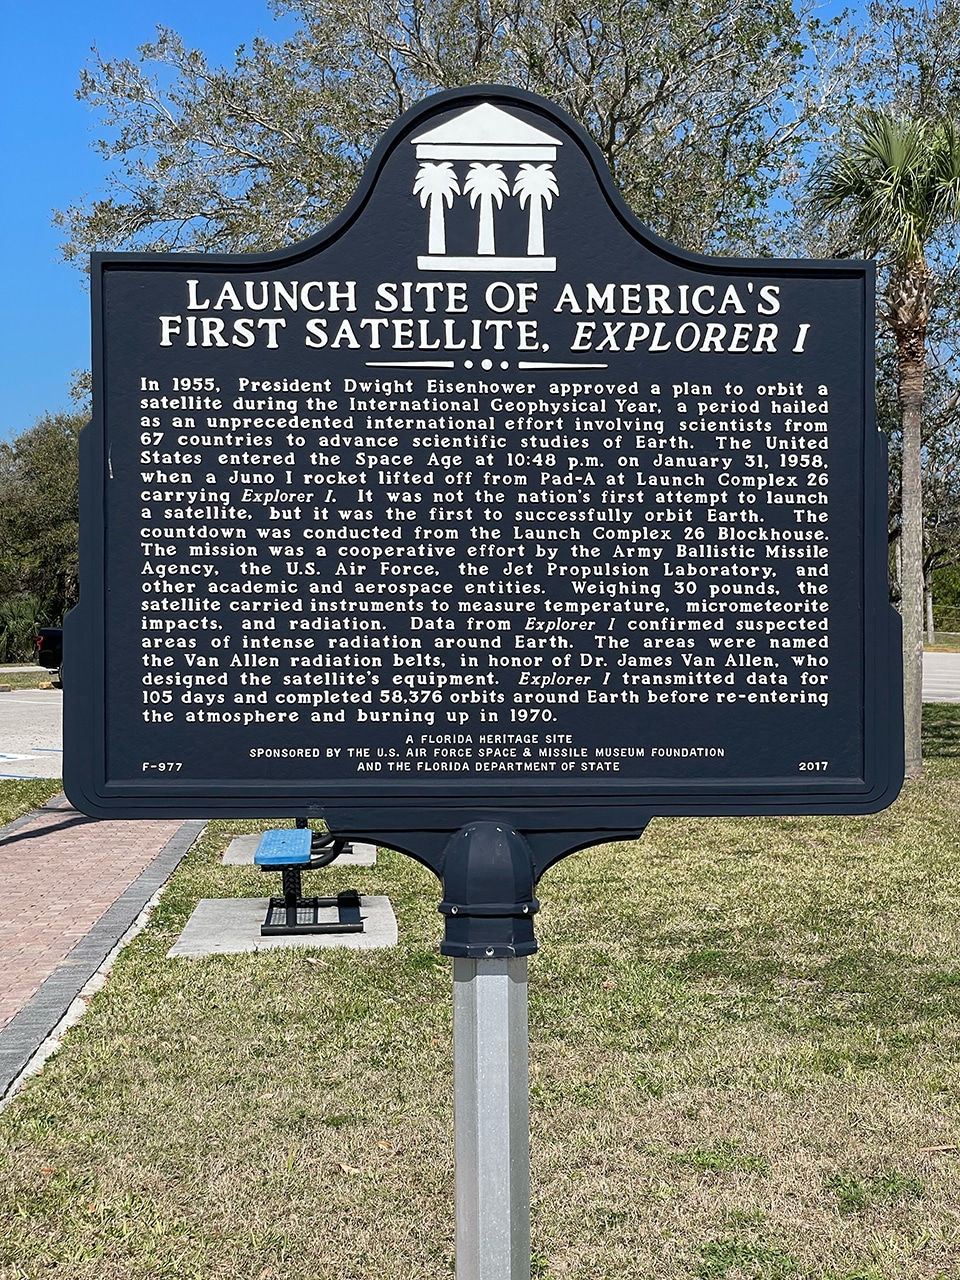 LAUNCH SITE OF AMERICA'S
FIRST SATELLITE, EXPLORER I
In 1955, President Dwight Eisenhower approved a plan to orbit a
satellite during the International Geophysical Year, a period hailed
as an unprecedented international effort involving scientists from
67 countries to advance scientific studies of Earth. The United
States entered the Space Age at 10:48 p.m. on January 31, 1958,
when a Juno I rocket lifted off from Pad-A at Launch Complex 26
carrying Explorer I. It was not the nation's first attempt to launch
a satellite, but it was the first to successfully orbit Earth. The
countdown was conducted from the Launch Complex 26 Blockhouse.
The mission was a cooperative effort by the Army Ballistic Missile
Agency, the U.S. Air Force, the Jet Propulsion Laboratory, and
other academic and aerospace entities. Weighing 30 pounds, the
satellite carried instruments to measure temperature, micrometeorite
impacts, and radiation. Data from Explorer I confirmed suspected
areas of intense radiation around Earth. The areas were named
the Van Allen radiation belts, in honor of Dr. James Van Allen, who
designed the satellite's equipment. Explorer I transmitted data for
105 days and completed 58,376 orbits around Earth before re-entering
the atmosphere and burning up in 1970.
A FLORIDA HERITAGE SITE
SPONSORED BY THE U.S. AIR FORCE SPACE & MISSILE MUSEUM FOUNDATION
F-977 AND THE FLORIDA DEPARTMENT OF STATE 2017